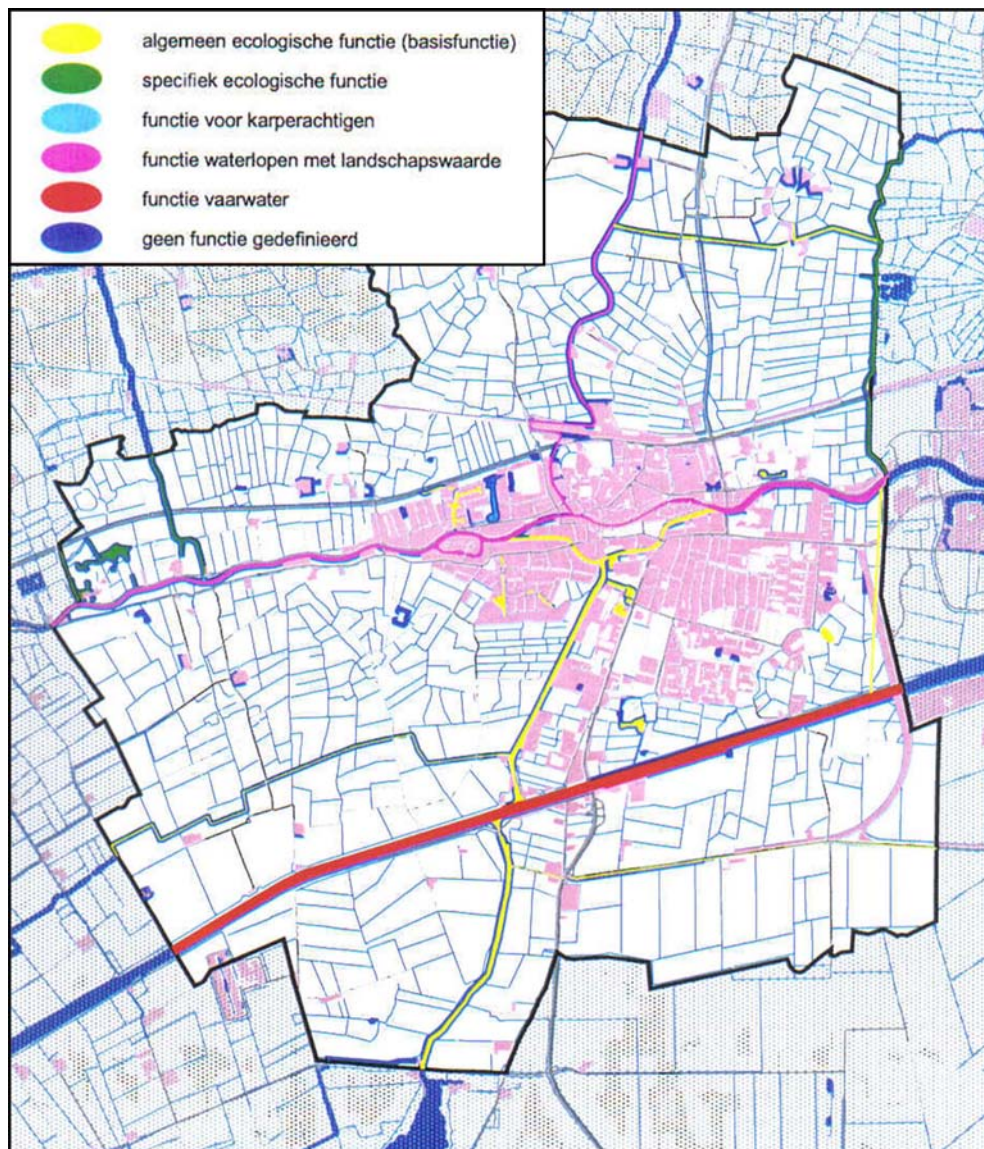 algemeen ecologische functie (basisfunctie)
specifiek ecologische functie
functie voor karperachtigen
functie waterlopen met landschapswaarde
functie vaarwater
geen functie gedefinieerd